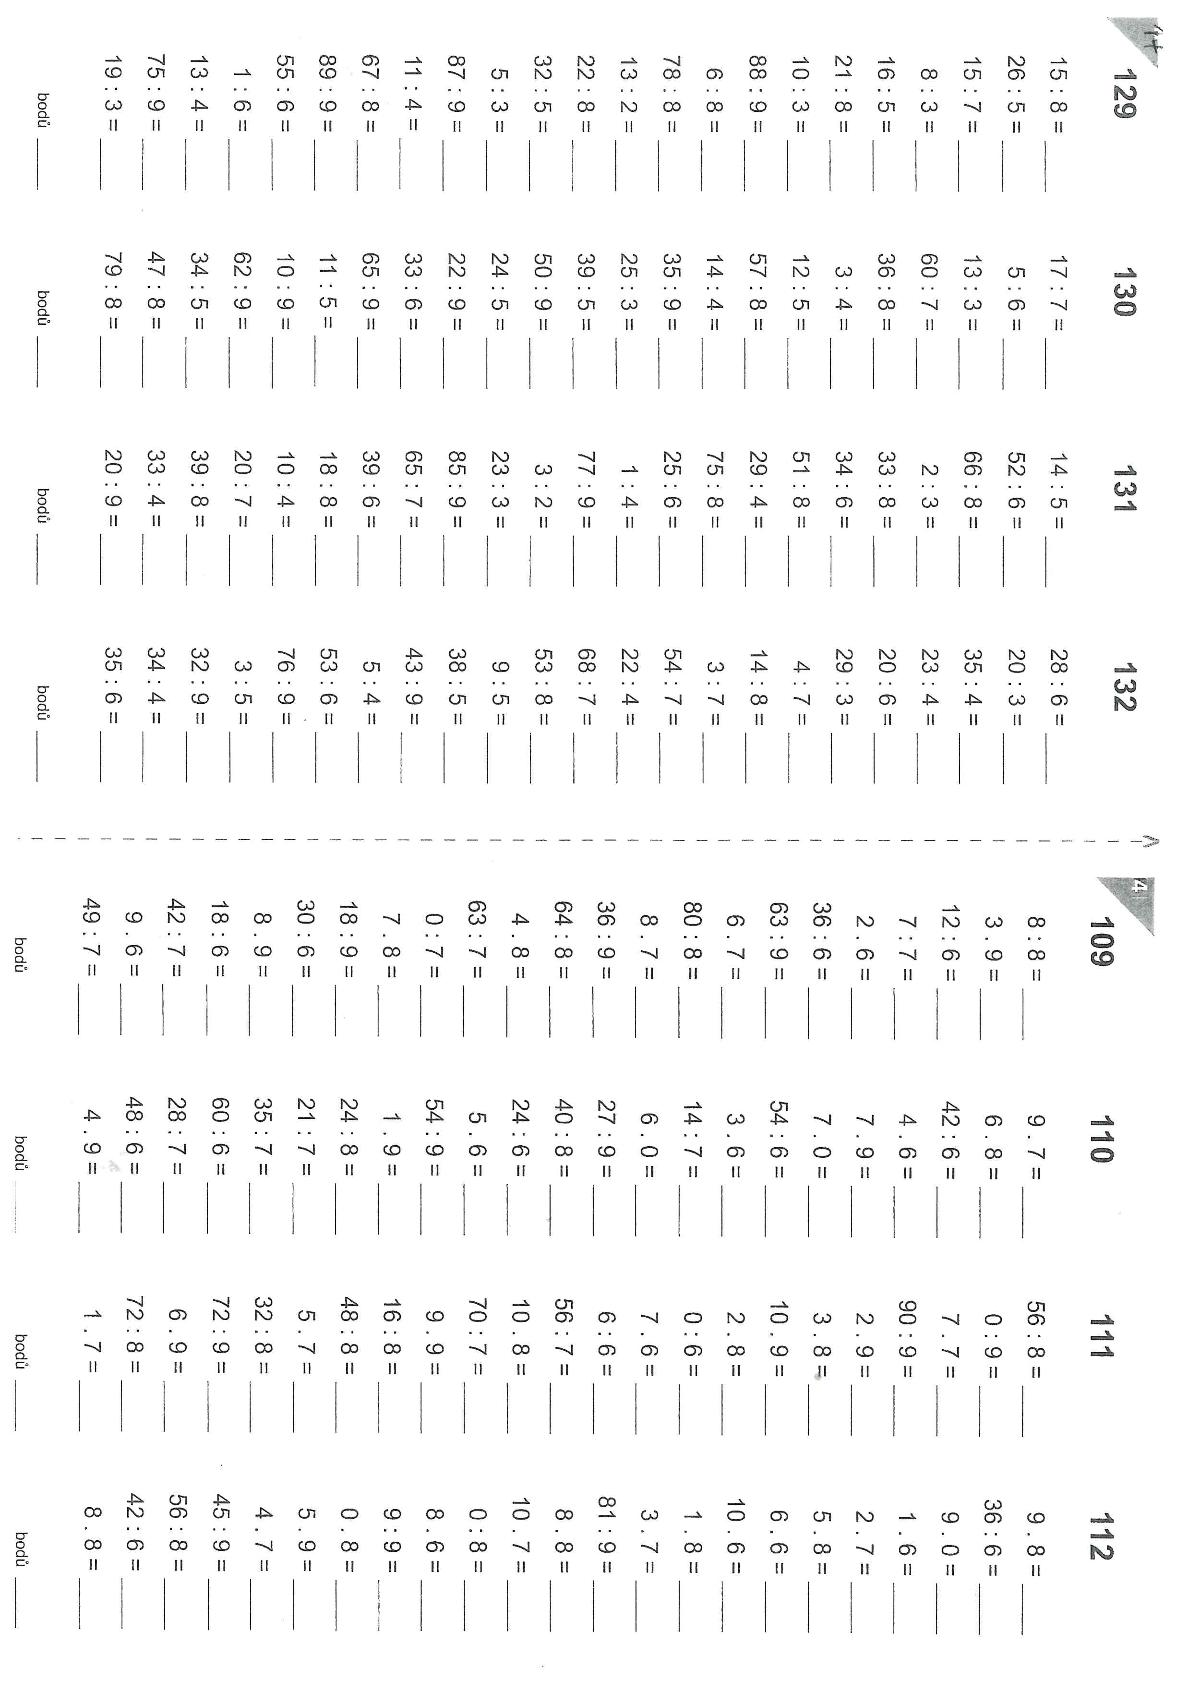 1+
129
15 : 8 =
26 : 5 =
15 : 7 =
8 : 3 =
16 : 5 =
21 : 8 =
10 : 3 =
88 : 9 =
6 : 8 =
78 : 8 =
13 : 2 =
22 : 8 =
32 : 5 =
5 : 3 =
87 : 9 =
11 : 4 =
67 : 8 =
89 : 9 =
55 : 6 =
1 : 6 =
13 : 4 =
75 : 9 =
19 : 3 =
bodů
130
17 : 7 =
5 : 6 =
13 : 3 =
60 : 7 =
36 : 8 =
3 : 4 =
12 : 5 =
57 : 8 =
14 : 4 =
35 : 9 =
25 : 3 =
39 : 5 =
50 : 9 =
24 : 5 =
22 : 9 =
33 : 6 =
65 : 9 =
11 : 5 =
10 : 9 =
62 : 9 =
34 : 5 =
47 : 8 =
79 : 8 =
bodů
131
14 : 5 =
52 : 6 =
66 : 8 =
2 : 3 =
33 : 8 =
34 : 6 =
51 : 8 =
29 : 4 =
75 : 8 =
25 : 6 =
1 : 4 =
77 : 9 =
3 : 2 =
23 : 3 =
85 : 9 =
65 : 7 =
39 : 6 =
18 : 8 =
10 : 4 =
20 : 7 =
39 : 8 =
33 : 4 =
20 : 9 =
bodů
132
28 : 6 =
20 : 3 =
35 : 4 =
23 : 4 =
20 : 6 =
29 : 3 =
4 : 7 =
14 : 8 =
3 : 7 =
54 : 7 =
22 : 4 =
68 : 7 =
53 : 8 =
9 : 5 =
38 : 5 =
43 : 9 =
5 : 4 =
53 : 6 =
76 : 9 =
3 : 5 =
32 : 9 =
34 : 4 =
35 : 6 =
bodů
4
109
8 : 8 =
3 . 9 =
12 : 6 =
7 : 7 =
2 . 6 =
36 : 6 =
63 : 9 =
6 . 7 =
80 : 8 =
8 . 7 =
36 : 9 =
64 : 8 =
4 . 8 =
63 : 7 =
0 : 7 =
7 . 8 =
18 : 9 =
30 : 6 =
8 . 9 =
18 : 6 =
42 : 7 =
9 . 6 =
49 : 7 =
bodů
110
9 . 7 =
6 . 8 =
42 : 6 =
4 . 6 =
7 . 9 =
7 . 0 =
54 : 6 =
3 . 6 =
14 : 7 =
6 . 0 =
27 : 9 =
40 : 8 =
24 : 6 =
5 . 6 =
54 : 9 =
1 . 9 =
24 : 8 =
21 : 7 =
35 : 7 =
60 : 6 =
28 : 7 =
48 : 6 =
4 . 9 =
bodů
111
56 : 8 =
0 : 9 =
7 . 7 =
90 : 9 =
2 . 9 =
3 . 8 =
10 . 9 =
2 . 8 =
0 : 6 =
7 . 6 =
6 : 6 =
56 : 7 =
10 . 8 =
70 : 7 =
9 . 9 =
16 : 8 =
48 : 8 =
5 . 7 =
32 : 8 =
72 : 9 =
6 . 9 =
72 : 8 =
1 . 7 =
bodů
112
9 . 8 =
36 : 6 =
9 . 0 =
1 . 6 =
2 . 7 =
5 . 8 =
6 . 6 =
10 . 6 =
1 . 8 =
3 . 7 =
81 : 9 =
8 . 8 =
10 . 7 =
0 : 8 =
8 . 6 =
9 : 9 =
0 . 8 =
5 . 9 =
4 . 7 =
45 : 9 =
56 : 8 =
42 : 6 =
8 . 8 =
bodů